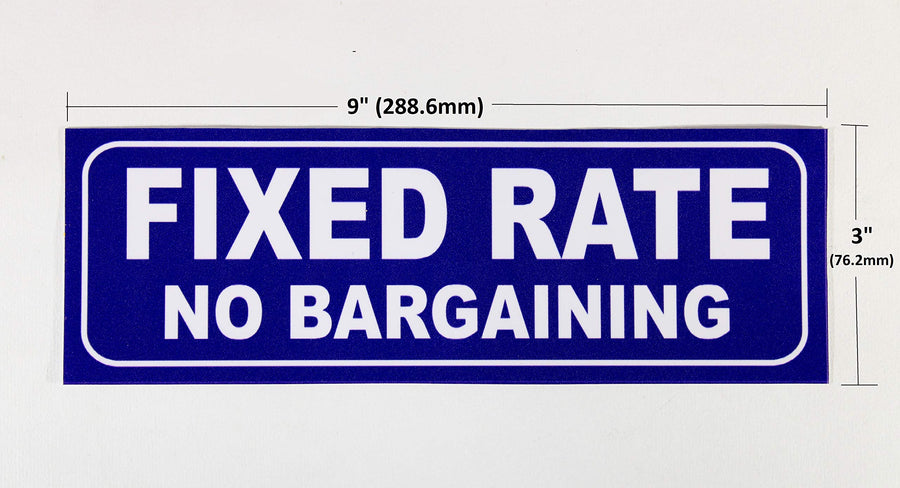 9" (288.6mm)
FIXED RATE
NO BARGAINING
3"
(76.2mm)